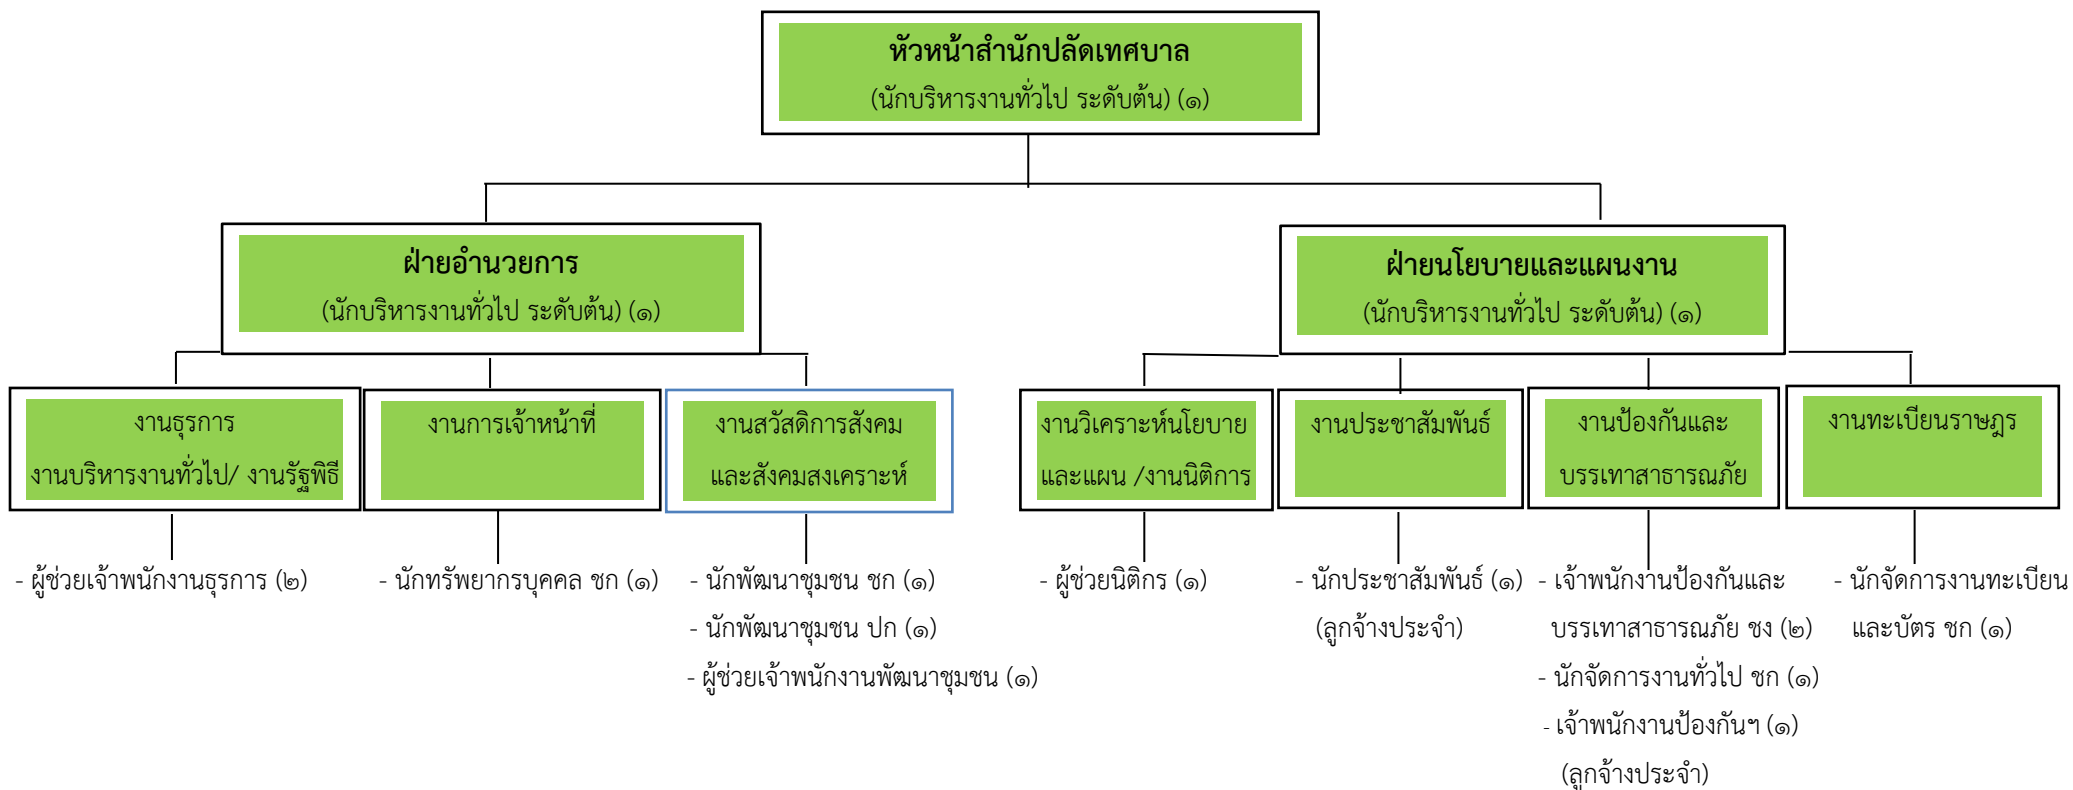 หัวหน้าสำนักปลัดเทศบาล
(นักบริหารงานทั่วไป ระดับต้น) (๑)
ฝ่ายอำนวยการ
(นักบริหารงานทั่วไป ระดับต้น) (๑)
ฝ่ายนโยบายและแผนงาน
(นักบริหารงานทั่วไป ระดับต้น) (๑)
งานธุรการ
งานบริหารงานทั่วไป/ งานรัฐพิธี
งานการเจ้าหน้าที่
งานสวัสดิการสังคม
และสังคมสงเคราะห์
งานวิเคราะห์นโยบาย
และแผน /งานนิติการ
งานประชาสัมพันธ์
งานป้องกันและ
บรรเทาสาธารณภัย
งานทะเบียนราษฎร
- ผู้ช่วยเจ้าพนักงานธุรการ (๒)
- นักทรัพยากรบุคคล ชก (๑)
- นักพัฒนาชุมชน ชก (๑)
- นักพัฒนาชุมชน ปก (๑)
- ผู้ช่วยเจ้าพนักงานพัฒนาชุมชน (๑)
- ผู้ช่วยนิติกร (๑)
- นักประชาสัมพันธ์ (๑)
(ลูกจ้างประจำ)
- เจ้าพนักงานป้องกันและ
บรรเทาสาธารณภัย ชง (๒)
- นักจัดการงานทั่วไป ชก (๑)
- เจ้าพนักงานป้องกันฯ (๑)
(ลูกจ้างประจำ)
- นักจัดการงานทะเบียน
และบัตร ชก (๑)